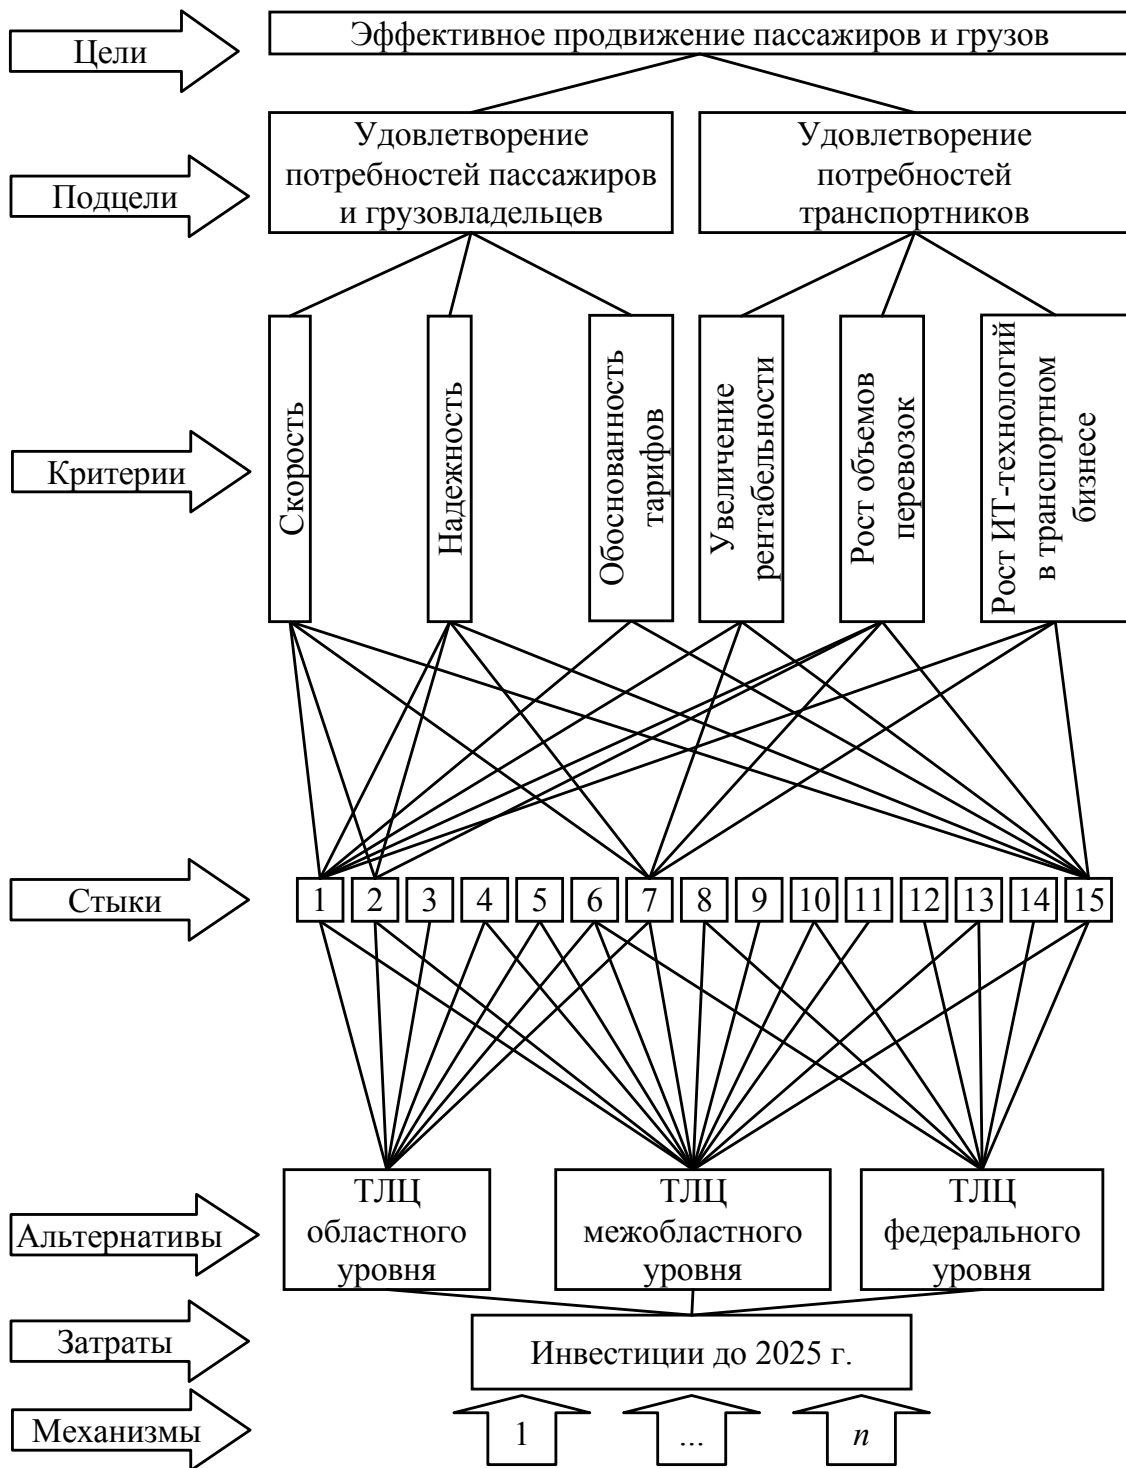 Цели
Эффективное продвижение пассажиров и грузов
Подцели
Удовлетворение
потребностей пассажиров
и грузовладельцев
Удовлетворение
потребностей
транспортников
Критерии
Скорость
Надежность
Обоснованность
тарифов
Увеличение
рентабельности
Рост объемов
перевозок
Рост ИТ-технологий
в транспортном
бизнесе
Стыки
1 2 3 4 5 6 7 8 9 10 11 12 13 14 15
Альтернативы
ТЛЦ
областного
уровня
ТЛЦ
межобластного
уровня
ТЛЦ
федерального
уровня
Затраты
Инвестиции до 2025 г.
Механизмы
1 ... n